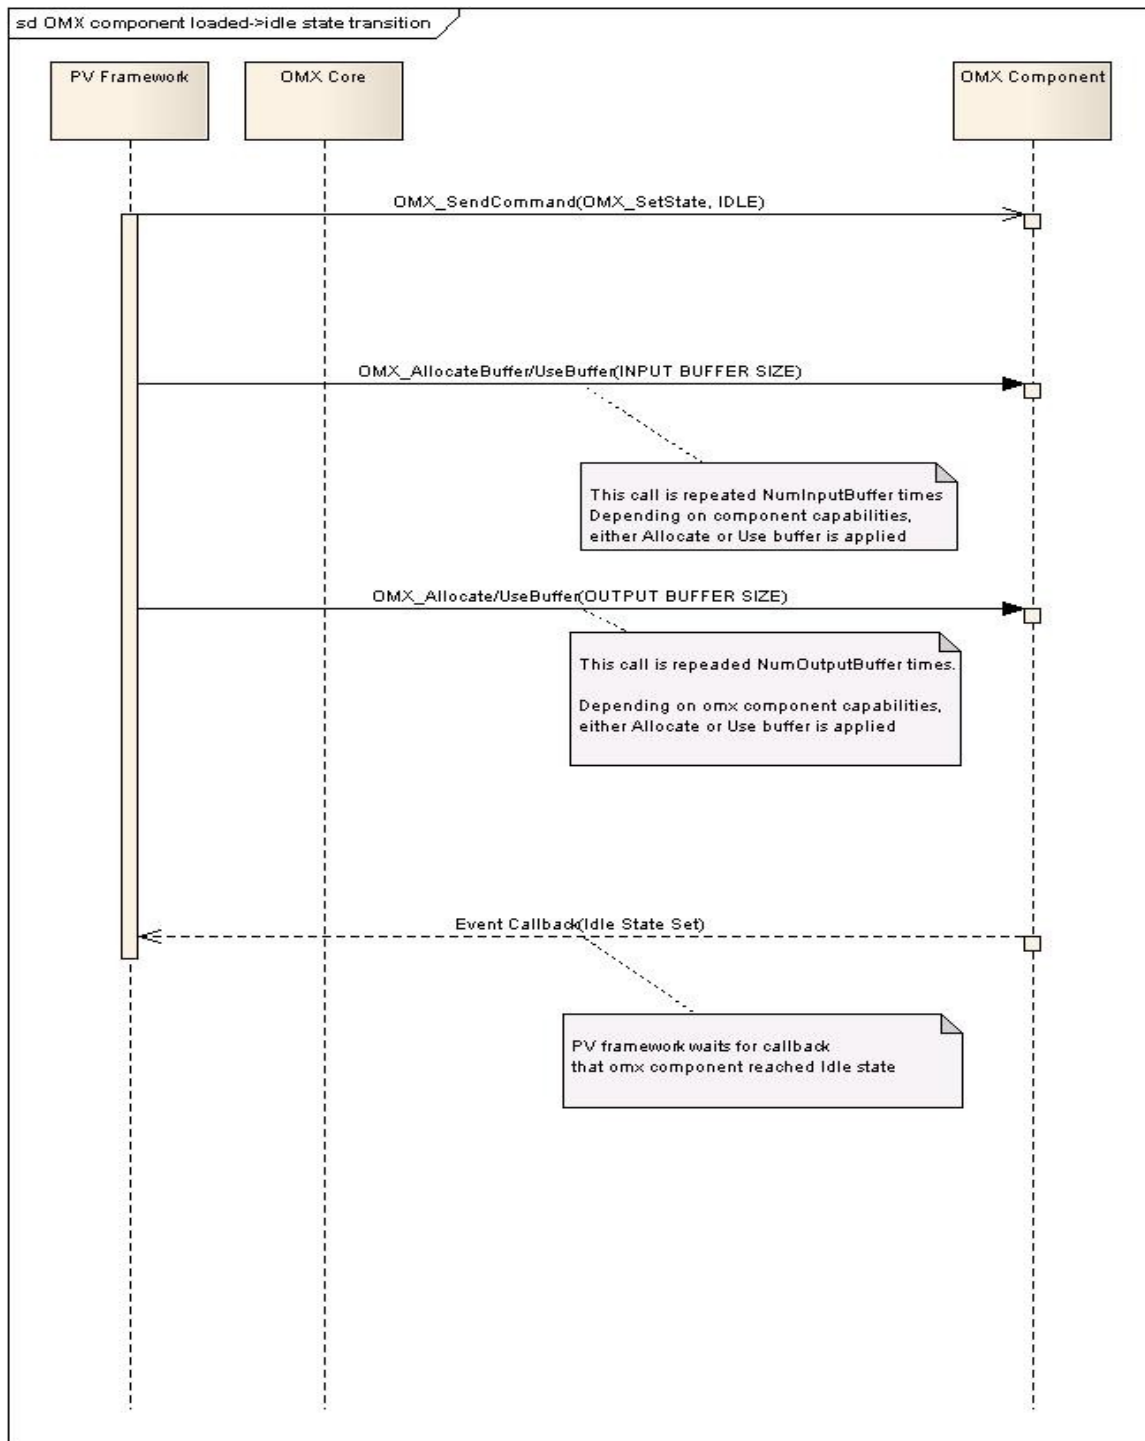 sd OMX component loaded->idle state transition
PV Framework
OMX Core
OMX Component
OMX_SendCommand(OMX_SetState, IDLE)
OMX_AllocateBuffer/UseBuffer(INPUT BUFFER SIZE)
This call is repeated NumInputBuffer times
Depending on component capabilities,
either Allocate or Use buffer is applied
OMX_Allocate/UseBuffer(OUTPUT BUFFER SIZE)
This call is repeaded NumOutputBuffer times.
Depending on omx component capabilities,
either Allocate or Use buffer is applied
Event Callback(Idle State Set)
PV framework waits for callback
that omx component reached Idle state